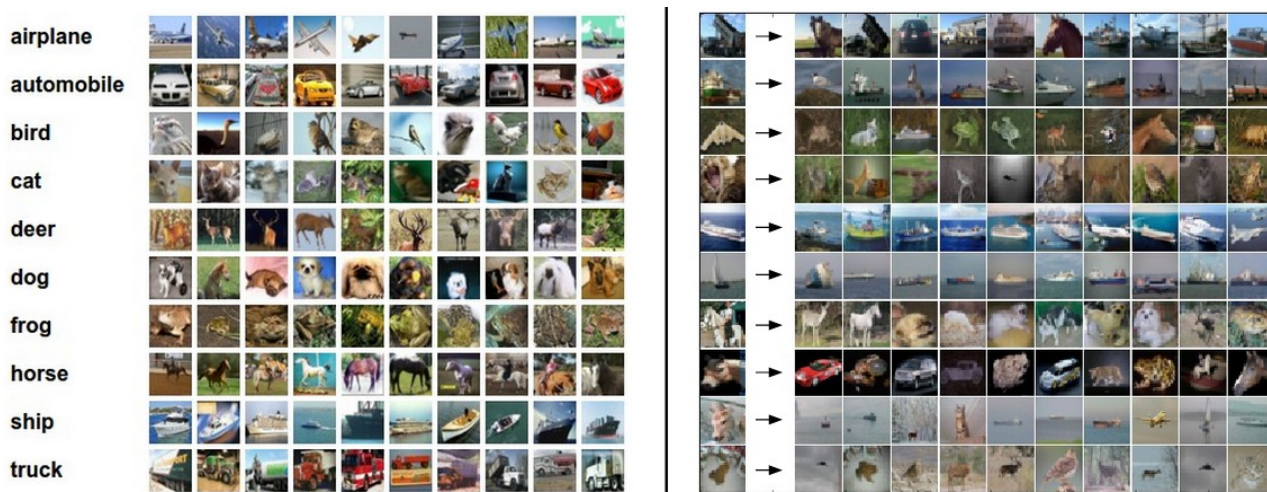 airplane
automobile
bird
cat
deer
dog
frog
horse
ship
truck